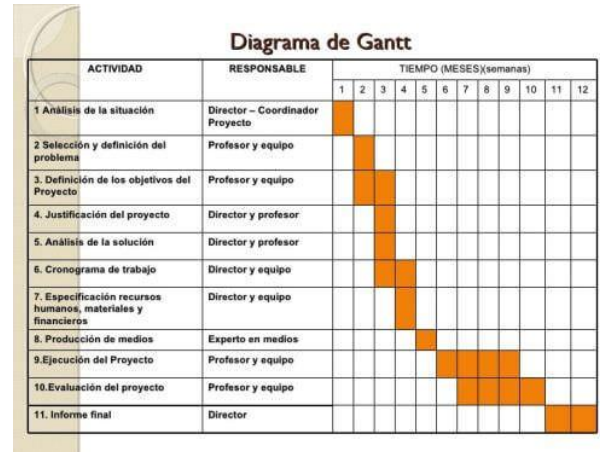 Diagrama de Gantt
ACTIVIDAD RESPONSABLE TIEMPO (MESES)(semanas)
1 2 3 4 5 6 7 8 9 10 11 12
1 Análisis de la situación Director – Coordinador
Proyecto
2 Selección y definición del Profesor y equipo
problema
3. Definición de los objetivos del Profesor y equipo
Proyecto
4. Justificación del proyecto Director y profesor
5. Análisis de la solución Director y profesor
6. Cronograma de trabajo Director y equipo
7. Especificación recursos Director y equipo
humanos, materiales y
financieros
8. Producción de medios Experto en medios
9.Ejecución del Proyecto Profesor y equipo
10.Evaluación del proyecto Profesor y equipo
11. Informe final Director